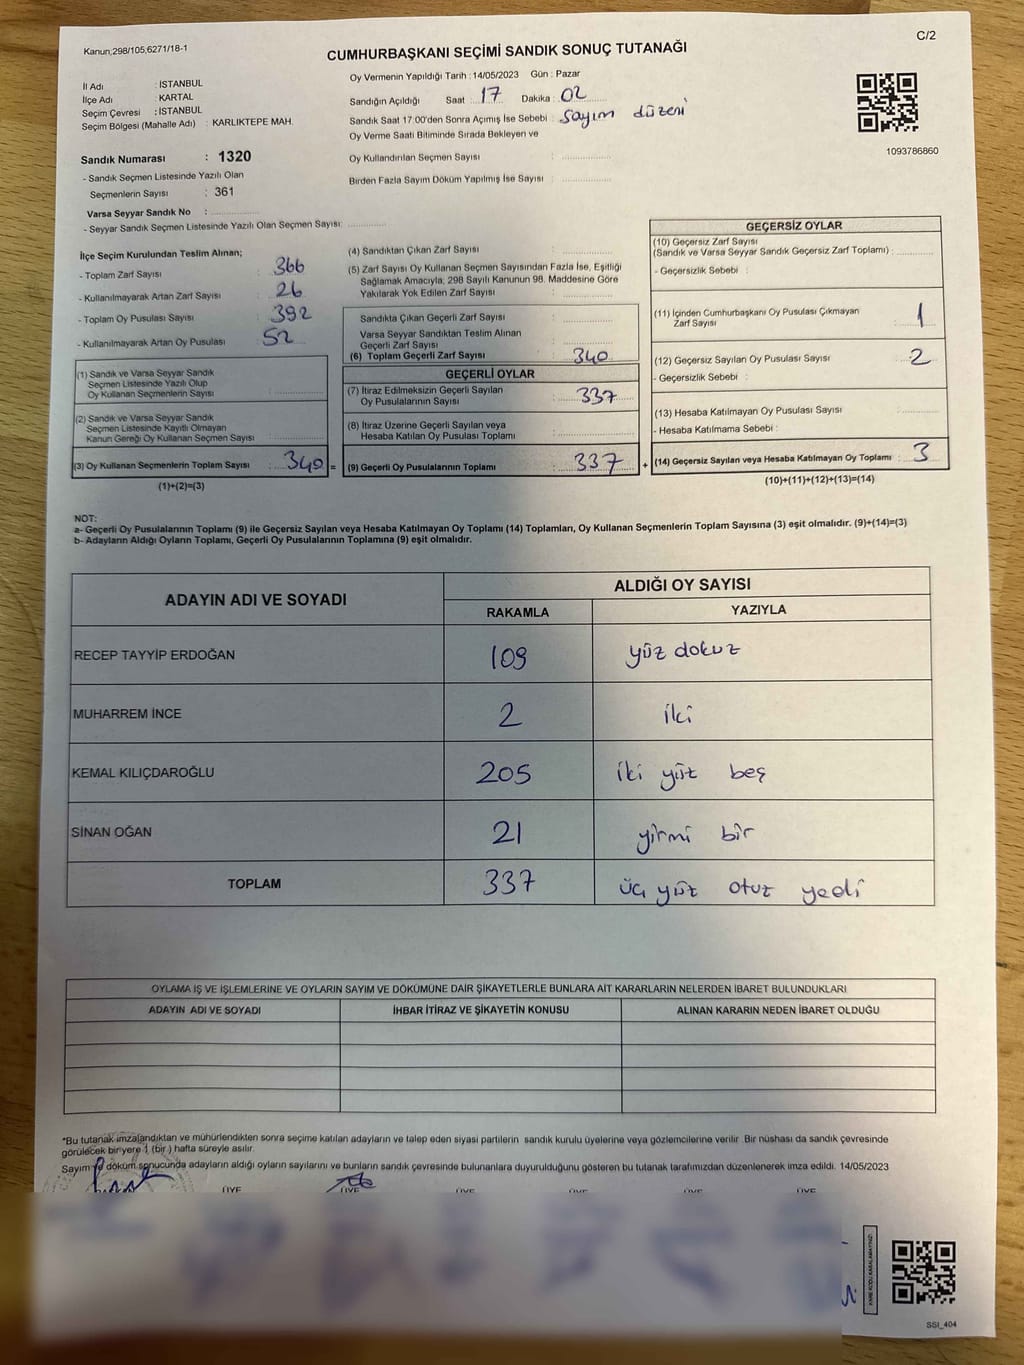 Kanun;298/105,6271/18-1
C/2
CUMHURBAŞKANI SEÇİMİ SANDIK SONUÇ TUTANAĞI
İl Adı : İSTANBUL
İlçe Adı : KARTAL
Seçim Çevresi : İSTANBUL
Seçim Bölgesi (Mahalle Adı) : KARLIKTEPE MAH.
Sandık Numarası : 1320
- Sandık Seçmen Listesinde Yazılı Olan
Seçmenlerin Sayısı : 361
Varsa Seyyar Sandık No :
- Seyyar Sandık Seçmen Listesinde Yazılı Olan Seçmen Sayısı:
Oy Vermenin Yapıldığı Tarih : 14/05/2023 Gün : Pazar
Sandığın Açıldığı Saat : 17 Dakika : 02
Sandık Saat 17:00'den Sonra Açımış İse Sebebi : Sayım düzeni
Oy Verme Saati Bitiminde Sırada Bekleyen ve
Oy Kullandırılan Seçmen Sayısı :
Birden Fazla Sayım Döküm Yapılmış İse Sayısı :
1093786860
İlçe Seçim Kurulundan Teslim Alınan;
- Toplam Zarf Sayısı : 366
- Kullanılmayarak Artan Zarf Sayısı : 26
- Toplam Oy Pusulası Sayısı : 392
- Kullanılmayarak Artan Oy Pusulası : 52
(1) Sandık ve Varsa Seyyar Sandık
Seçmen Listesinde Yazılı Olup
Oy Kullanan Seçmenlerin Sayısı :
(2) Sandık ve Varsa Seyyar Sandık
Seçmen Listesinde Kayıtlı Olmayan
Kanun Gereği Oy Kullanan Seçmen Sayısı :
(3) Oy Kullanan Seçmenlerin Toplam Sayısı : 340 =
(1)+(2)=(3)
(4) Sandıktan Çıkan Zarf Sayısı :
(5) Zarf Sayısı Oy Kullanan Seçmen Sayısından Fazla İse, Eşitliği
Sağlamak Amacıyla, 298 Sayılı Kanunun 98. Maddesine Göre
Yakılarak Yok Edilen Zarf Sayısı :
Sandıkta Çıkan Geçerli Zarf Sayısı :
Varsa Seyyar Sandıktan Teslim Alınan
Geçerli Zarf Sayısı :
(6) Toplam Geçerli Zarf Sayısı : 340
GEÇERLİ OYLAR
(7) İtiraz Edilmeksizin Geçerli Sayılan
Oy Pusulalarının Sayısı : 337
(8) İtiraz Üzerine Geçerli Sayılan veya
Hesaba Katılan Oy Pusulası Toplamı :
(9) Geçerli Oy Pusulalarının Toplamı : 337 +
GEÇERSİZ OYLAR
(10) Geçersiz Zarf Sayısı
(Sandık ve Varsa Seyyar Sandık Geçersiz Zarf Toplamı) :
- Geçersizlik Sebebi :
(11) İçinden Cumhurbaşkanı Oy Pusulası Çıkmayan
Zarf Sayısı : 1
(12) Geçersiz Sayılan Oy Pusulası Sayısı : 2
- Geçersizlik Sebebi :
(13) Hesaba Katılmayan Oy Pusulası Sayısı :
- Hesaba Katılmama Sebebi :
(14) Geçersiz Sayılan veya Hesaba Katılmayan Oy Toplamı : 3
(10)+(11)+(12)+(13)=(14)
NOT:
a- Geçerli Oy Pusulalarının Toplamı (9) ile Geçersiz Sayılan veya Hesaba Katılmayan Oy Toplamı (14) Toplamları, Oy Kullanan Seçmenlerin Toplam Sayısına (3) eşit olmalıdır. (9)+(14)=(3)
b- Adayların Aldığı Oyların Toplamı, Geçerli Oy Pusulalarının Toplamına (9) eşit olmalıdır.
ADAYIN ADI VE SOYADI ALDIĞI OY SAYISI
RAKAMLA YAZIYLA
RECEP TAYYİP ERDOĞAN 109 yüz dokuz
MUHARREM İNCE 2 iki
KEMAL KILIÇDAROĞLU 205 iki yüz beş
SİNAN OĞAN 21 yirmi bir
TOPLAM 337 üç yüz otuz yedi
OYLAMA İŞ VE İŞLEMLERİNE VE OYLARIN SAYIM VE DÖKÜMÜNE DAİR ŞİKAYETLERLE BUNLARA AİT KARARLARIN NELERDEN İBARET BULUNDUKLARI
ADAYIN ADI VE SOYADI İHBAR İTİRAZ VE ŞİKAYETİN KONUSU ALINAN KARARIN NEDEN İBARET OLDUĞU
*Bu tutanak imzalandıktan ve mühürlendikten sonra seçime katılan adayların ve talep eden siyasi partilerin sandık kurulu üyelerine veya gözlemcilerine verilir. Bir nüshası da sandık çevresinde
görülecek bir yere 1 (bir ) hafta süreyle asılır.
Sayım ve döküm sonucunda adayların aldığı oyların sayılarını ve bunların sandık çevresinde bulunanlara duyurulduğunu gösteren bu tutanak tarafımızdan düzenlenerek imza edildi. 14/05/2023
ÜYE ÜYE ÜYE ÜYE ÜYE ÜYE
SSİ_404